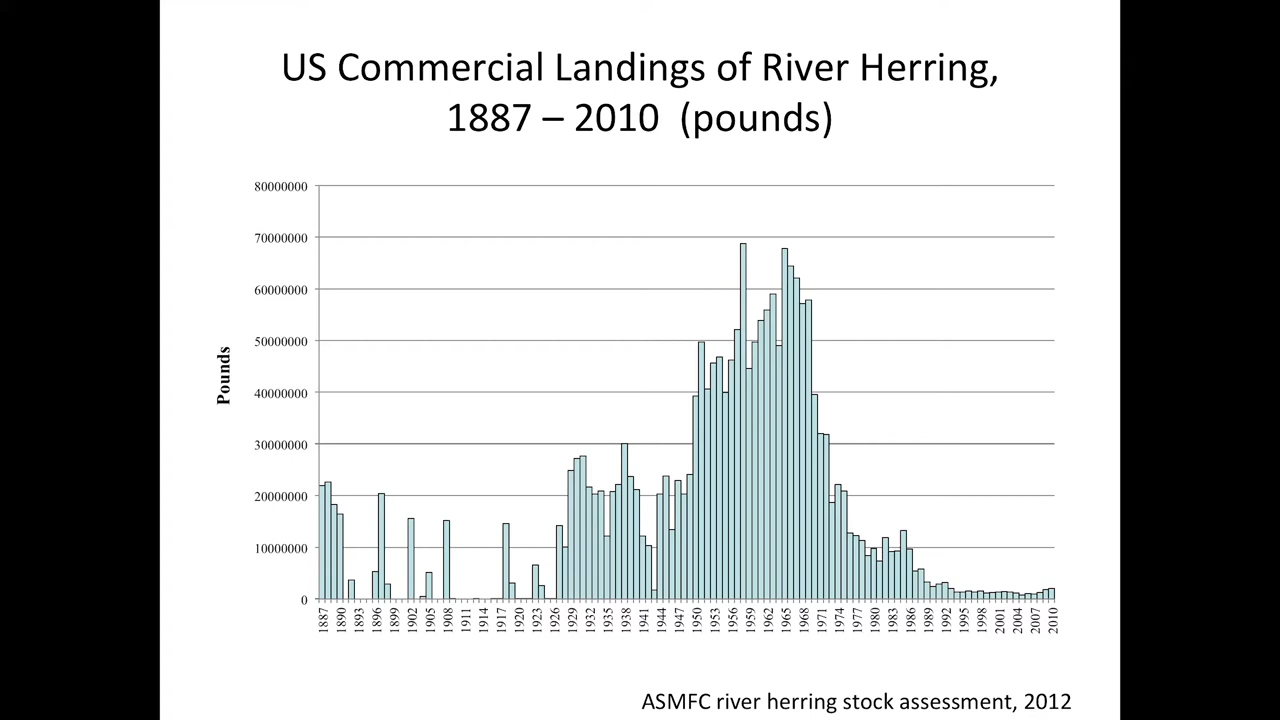 US Commercial Landings of River Herring,
1887 – 2010 (pounds)
80000000
70000000
60000000
50000000
40000000
30000000
20000000
10000000
0
Pounds
1887 1890 1893 1896 1899 1902 1905 1908 1911 1914 1917 1920 1923 1926 1929 1932 1935 1938 1941 1944 1947 1950 1953 1956 1959 1962 1965 1968 1971 1974 1977 1980 1983 1986 1989 1992 1995 1998 2001 2004 2007 2010
ASMFC river herring stock assessment, 2012